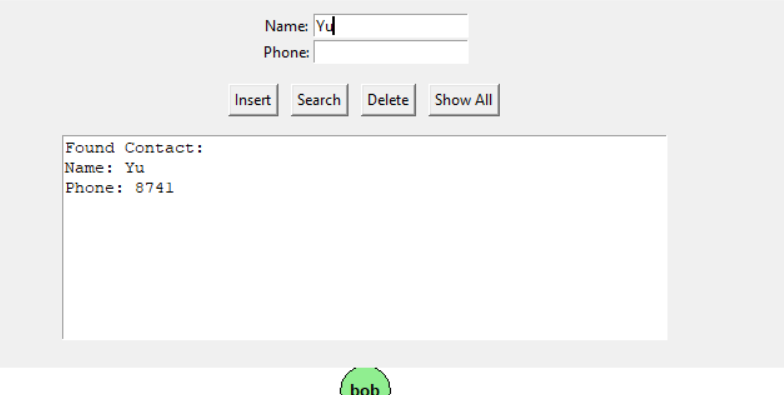 Name: Yu
Phone:
Insert Search Delete Show All
Found Contact:
Name: Yu
Phone: 8741
bob